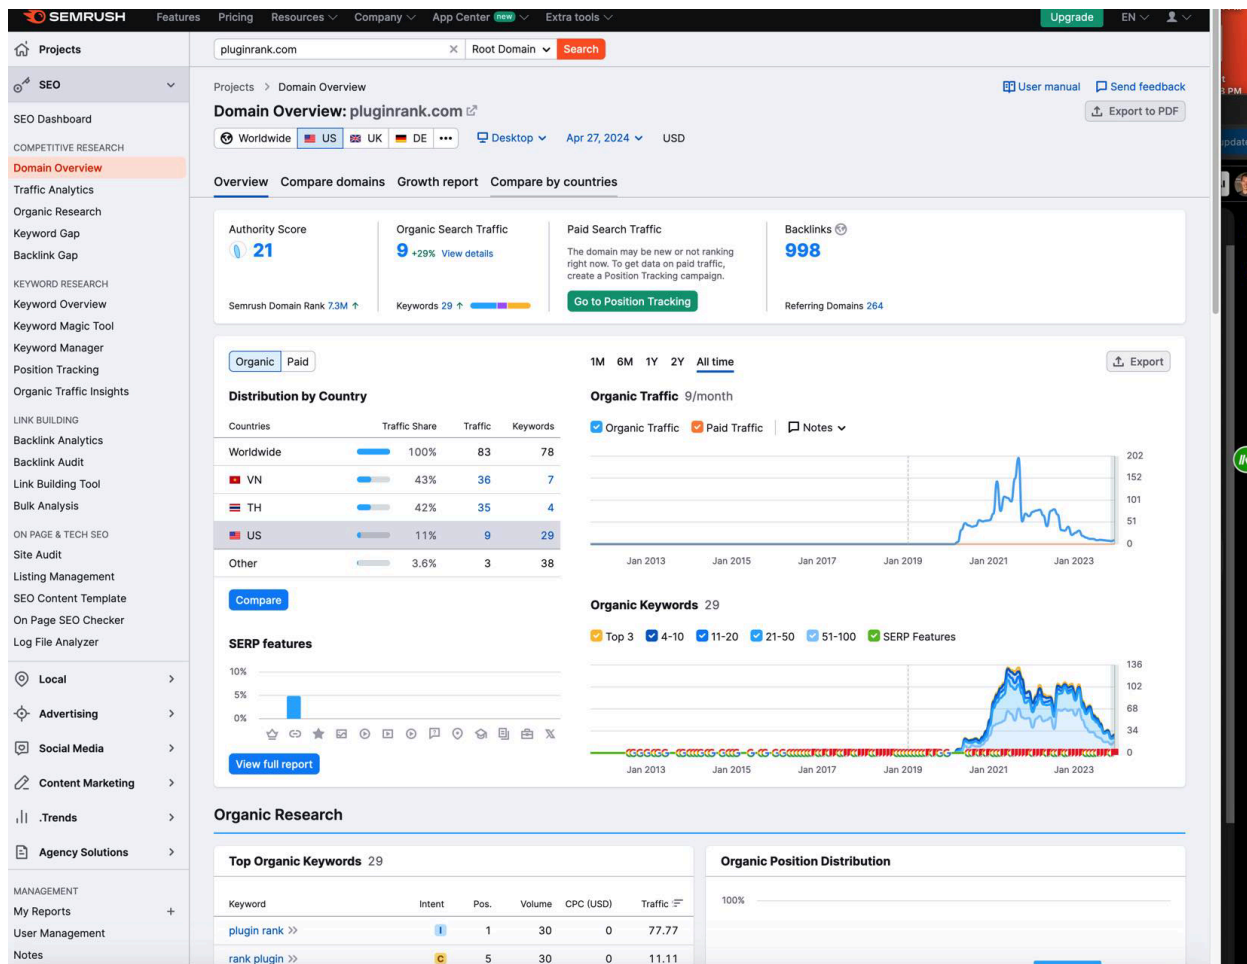 SEMRUSH Features Pricing Resources Company App Center new Extra tools Upgrade EN
Projects
pluginrank.com × Root Domain Search
SEO
Projects > Domain Overview User manual Send feedback
Domain Overview: pluginrank.com Export to PDF
Worldwide US UK DE ••• Desktop Apr 27, 2024 USD
Overview Compare domains Growth report Compare by countries
SEO Dashboard
COMPETITIVE RESEARCH
Domain Overview
Traffic Analytics
Organic Research
Keyword Gap
Backlink Gap
KEYWORD RESEARCH
Keyword Overview
Keyword Magic Tool
Keyword Manager
Position Tracking
Organic Traffic Insights
LINK BUILDING
Backlink Analytics
Backlink Audit
Link Building Tool
Bulk Analysis
ON PAGE & TECH SEO
Site Audit
Listing Management
SEO Content Template
On Page SEO Checker
Log File Analyzer
Local
Advertising
Social Media
Content Marketing
.Trends
Agency Solutions
MANAGEMENT
My Reports +
User Management
Notes
Authority Score
21
Semrush Domain Rank 7.3M ↑
Organic Search Traffic
9 +29% View details
Keywords 29 ↑
Paid Search Traffic
The domain may be new or not ranking
right now. To get data on paid traffic,
create a Position Tracking campaign.
Go to Position Tracking
Backlinks
998
Referring Domains 264
Organic Paid
Distribution by Country
Countries Traffic Share Traffic Keywords
Worldwide 100% 83 78
VN 43% 36 7
TH 42% 35 4
US 11% 9 29
Other 3.6% 3 38
Compare
SERP features
10%
5%
0%
View full report
1M 6M 1Y 2Y All time Export
Organic Traffic 9/month
Organic Traffic Paid Traffic Notes
202
152
101
51
0
Jan 2013 Jan 2015 Jan 2017 Jan 2019 Jan 2021 Jan 2023
Organic Keywords 29
Top 3 4-10 11-20 21-50 51-100 SERP Features
136
102
68
34
0
Jan 2013 Jan 2015 Jan 2017 Jan 2019 Jan 2021 Jan 2023
Organic Research
Top Organic Keywords 29
Keyword Intent Pos. Volume CPC (USD) Traffic
plugin rank I 1 30 0 77.77
rank plugin C 5 30 0 11.11
Organic Position Distribution
100%